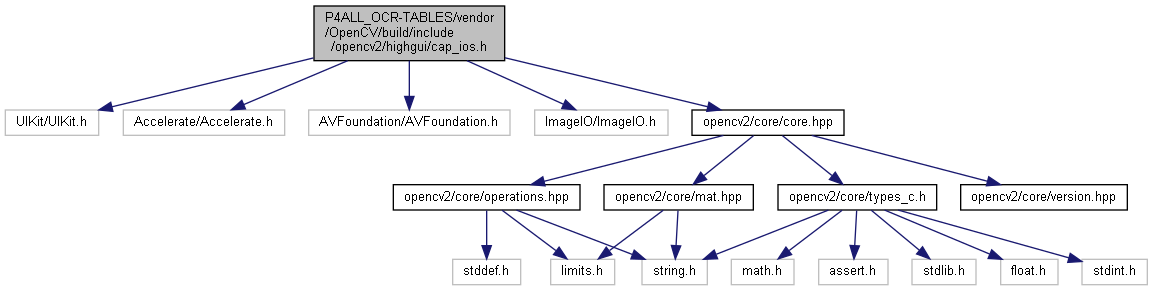 P4ALL_OCR-TABLES/vendor
/OpenCV/build/include
/opencv2/highgui/cap_ios.h
UIKit/UIKit.h
Accelerate/Accelerate.h
AVFoundation/AVFoundation.h
ImageIO/ImageIO.h
opencv2/core/core.hpp
opencv2/core/operations.hpp
opencv2/core/mat.hpp
opencv2/core/types_c.h
opencv2/core/version.hpp
stddef.h
limits.h
string.h
math.h
assert.h
stdlib.h
float.h
stdint.h